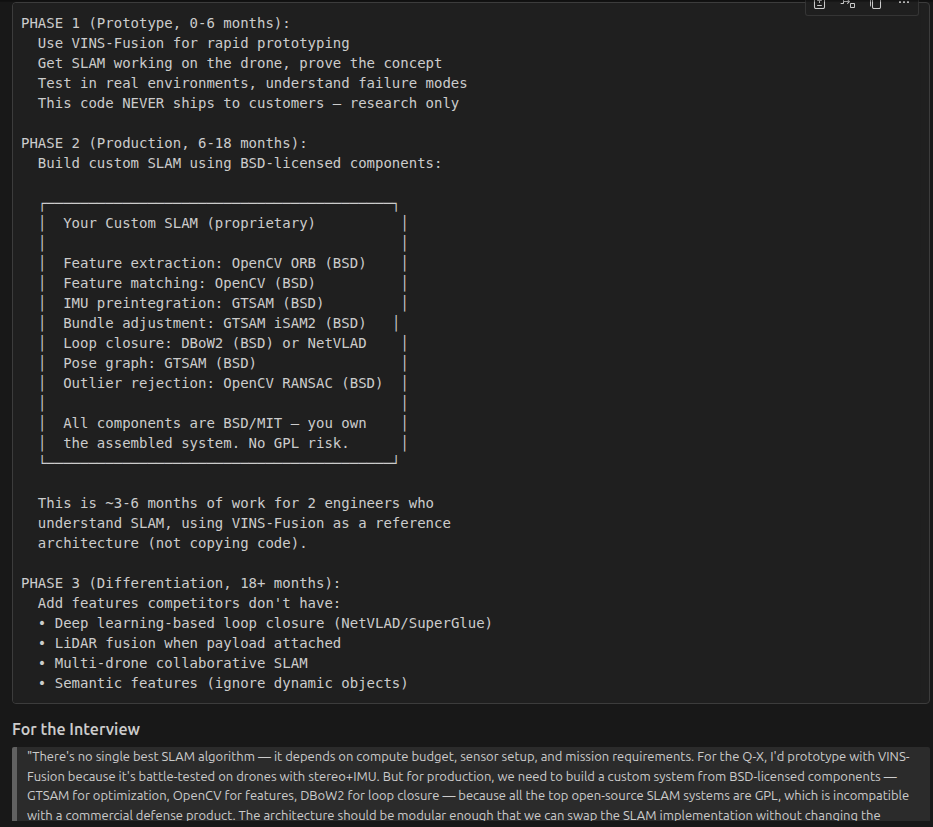 PHASE 1 (Prototype, 0-6 months):
Use VINS-Fusion for rapid prototyping
Get SLAM working on the drone, prove the concept
Test in real environments, understand failure modes
This code NEVER ships to customers — research only
PHASE 2 (Production, 6-18 months):
Build custom SLAM using BSD-licensed components:
Your Custom SLAM (proprietary)
Feature extraction: OpenCV ORB (BSD)
Feature matching: OpenCV (BSD)
IMU preintegration: GTSAM (BSD)
Bundle adjustment: GTSAM iSAM2 (BSD)
Loop closure: DBoW2 (BSD) or NetVLAD
Pose graph: GTSAM (BSD)
Outlier rejection: OpenCV RANSAC (BSD)
All components are BSD/MIT — you own
the assembled system. No GPL risk.
This is ~3-6 months of work for 2 engineers who
understand SLAM, using VINS-Fusion as a reference
architecture (not copying code).
PHASE 3 (Differentiation, 18+ months):
Add features competitors don't have:
• Deep learning-based loop closure (NetVLAD/SuperGlue)
• LiDAR fusion when payload attached
• Multi-drone collaborative SLAM
• Semantic features (ignore dynamic objects)
For the Interview
"There's no single best SLAM algorithm — it depends on compute budget, sensor setup, and mission requirements. For the Q-X, I'd prototype with VINS-
Fusion because it's battle-tested on drones with stereo+IMU. But for production, we need to build a custom system from BSD-licensed components —
GTSAM for optimization, OpenCV for features, DBoW2 for loop closure — because all the top open-source SLAM systems are GPL, which is incompatible
with a commercial defense product. The architecture should be modular enough that we can swap the SLAM implementation without changing the